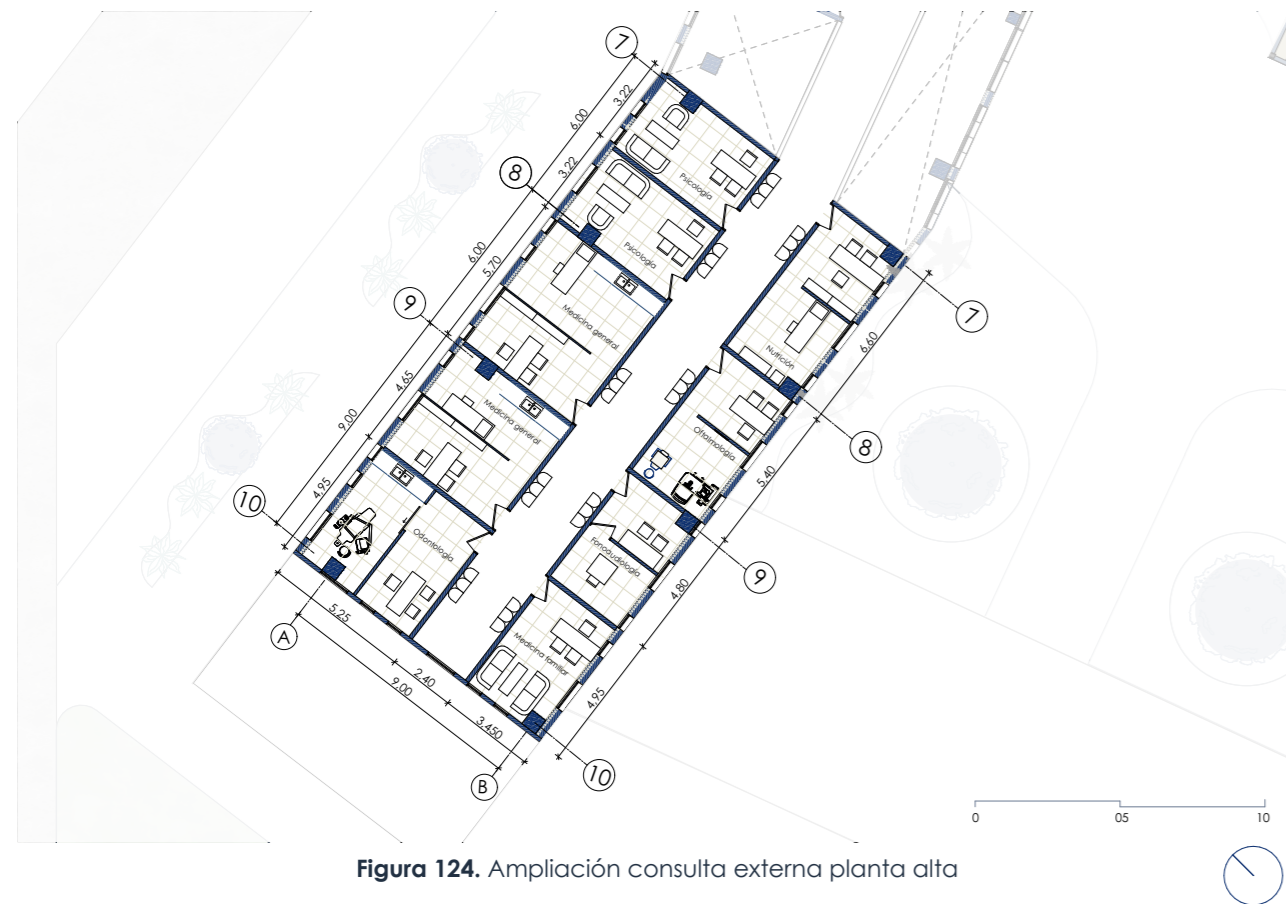 7
3,22
6,00
3,22
8
6,00
5,70
9
4,65
9,00
4,95
10
Psicología
Psicología
Medicina general
Medicina general
Odontología
Nutrición
Oftalmología
Fonoaudiología
Medicina familiar
7
6,60
8
5,40
9
4,80
4,95
10
5,25
A
2,40
9,00
3,450
B
0 05 10
Figura 124. Ampliación consulta externa planta alta